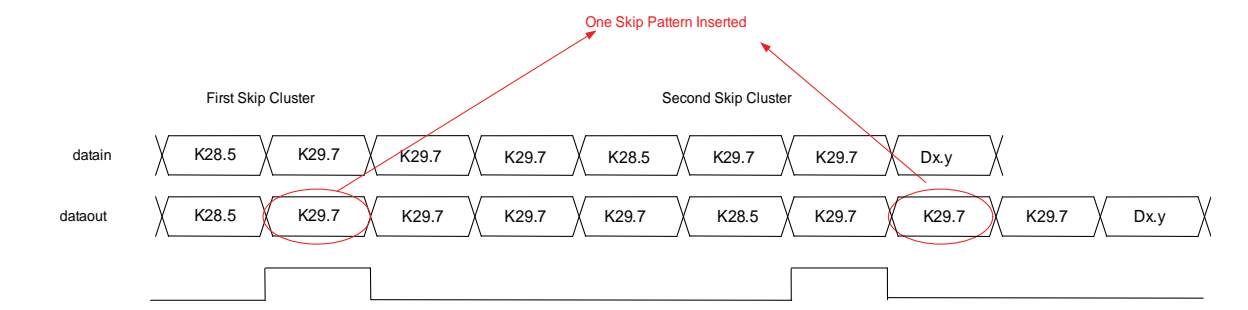 One Skip Pattern Inserted
First Skip Cluster Second Skip Cluster
datain K28.5 K29.7 K29.7 K29.7 K28.5 K29.7 K29.7 Dx.y
dataout K28.5 K29.7 K29.7 K29.7 K29.7 K28.5 K29.7 K29.7 K29.7 Dx.y